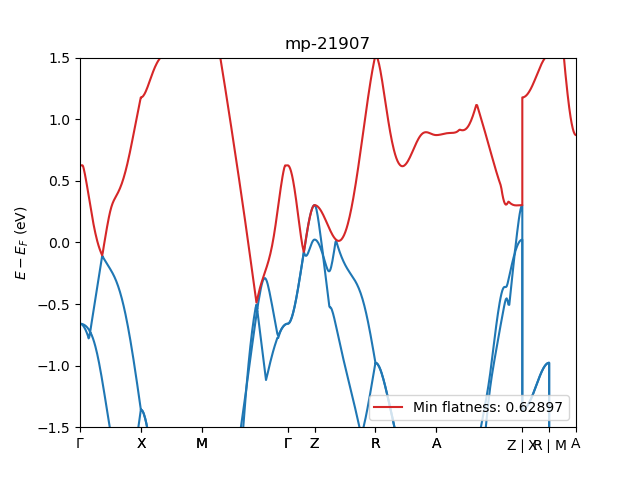 mp-21907
1.5
1.0
0.5
0.0
−0.5
−1.0
−1.5
E − E_F (eV)
Min flatness: 0.62897
Γ X M Γ Z R A Z | X R | M A